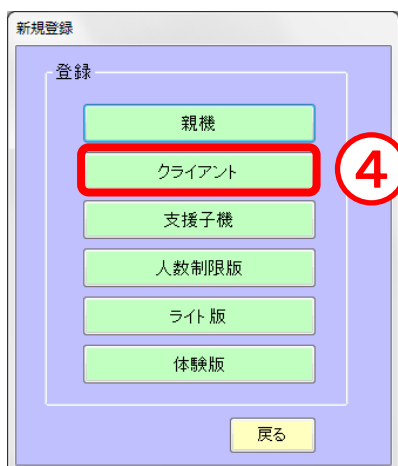 新規登録
登録
親機
クライアント
④
支援子機
人数制限版
ライト版
体験版
戻る